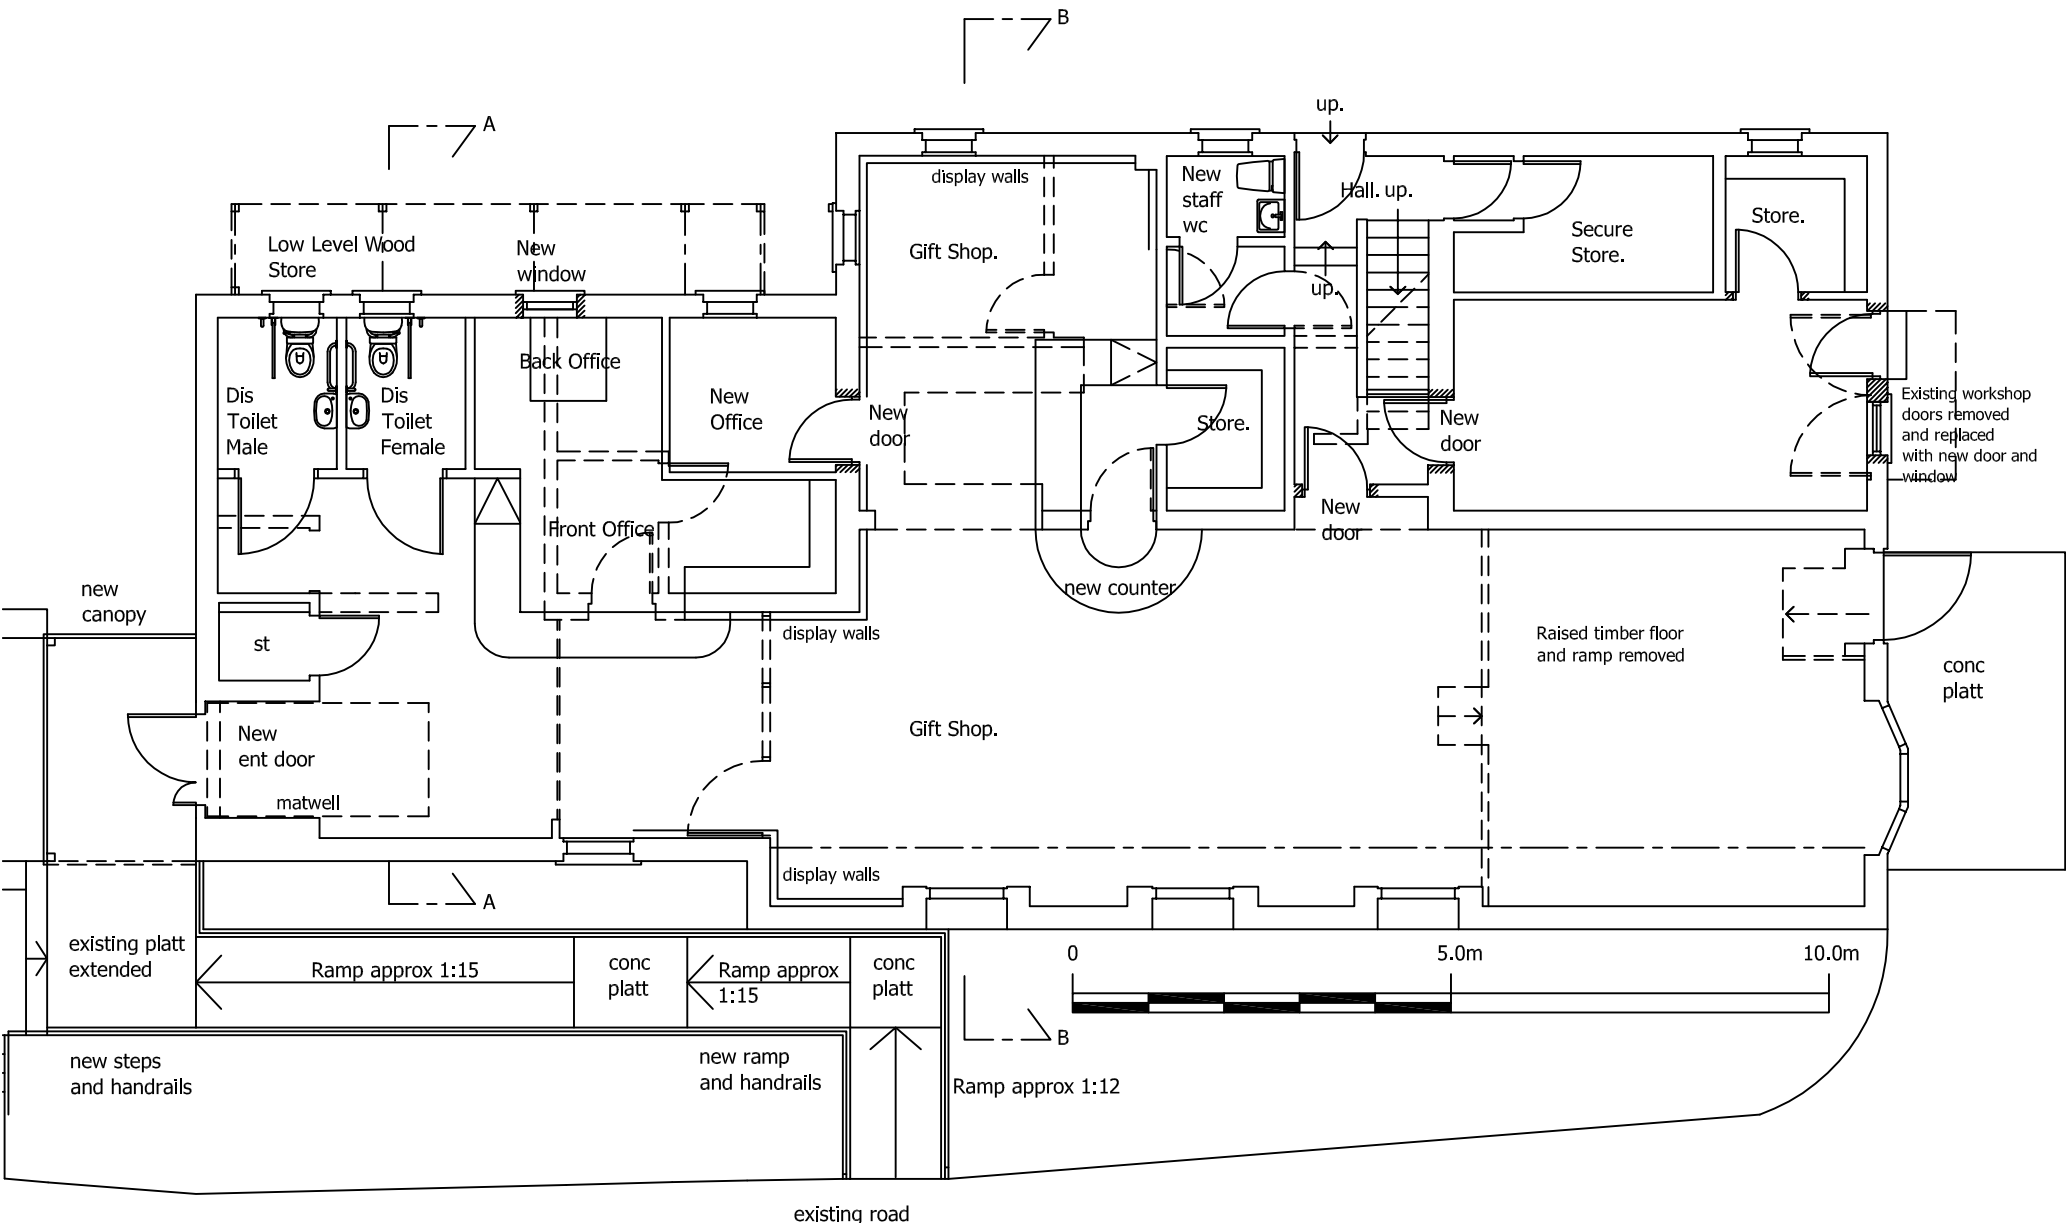 B
A
up.
display walls
New
staff
wc
Hall. up.
Low Level Wood
Store
New
window
Gift Shop.
Secure
Store.
Store.
up.
Dis
Toilet
Male
Dis
Toilet
Female
Back Office
New
Office
New
door
Store.
New
door
Existing workshop
doors removed
and replaced
with new door and
window
Front Office
New
door
new
canopy
st
new counter
display walls
Raised timber floor
and ramp removed
conc
platt
New
ent door
matwell
Gift Shop.
display walls
A
existing platt
extended
Ramp approx 1:15
conc
platt
Ramp approx
1:15
conc
platt
0
5.0m
10.0m
B
new steps
and handrails
new ramp
and handrails
Ramp approx 1:12
existing road